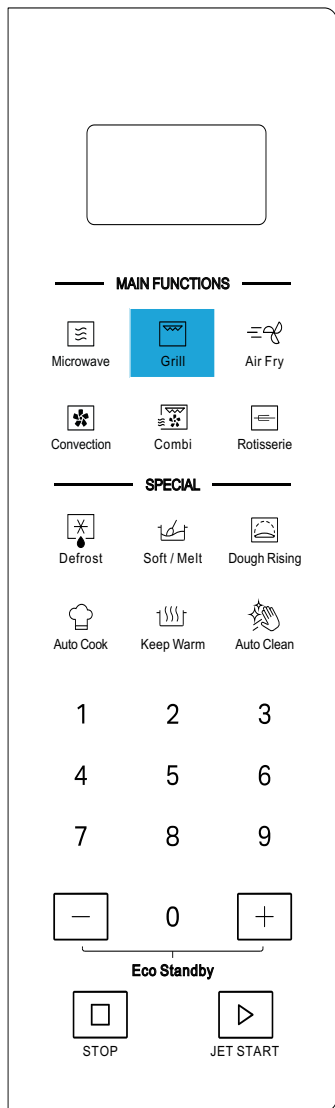 MAIN FUNCTIONS
Microwave Grill Air Fry
Convection Combi Rotisserie
SPECIAL
Defrost Soft / Melt Dough Rising
Auto Cook Keep Warm Auto Clean
1 2 3
4 5 6
7 8 9
− 0 +
Eco Standby
STOP JET START